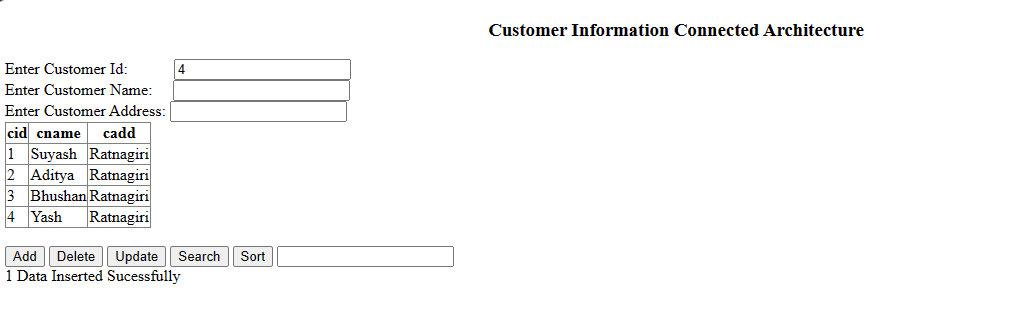 Customer Information Connected Architecture
Enter Customer Id: 4
Enter Customer Name:
Enter Customer Address:
cid cname cadd
1 Suyash Ratnagiri
2 Aditya Ratnagiri
3 Bhushan Ratnagiri
4 Yash Ratnagiri
Add Delete Update Search Sort
1 Data Inserted Sucessfully